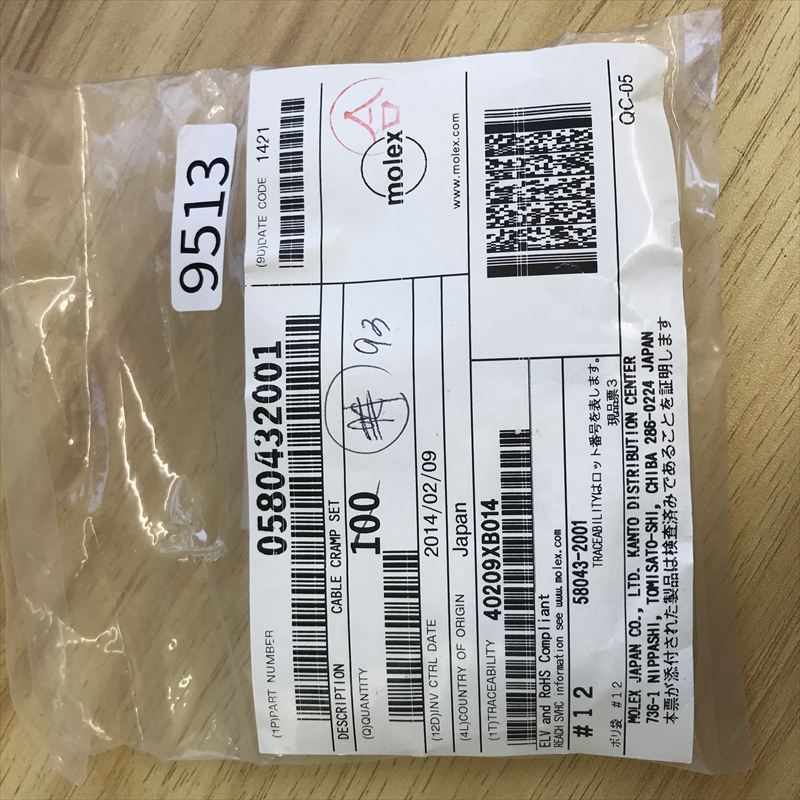 9513
(1P)PART NUMBER 0580432001
(9D)DATE CODE 1421
合
molex
www.molex.com
DESCRIPTION CABLE CRAMP SET
(Q)QUANTITY 100
93
(12D)INV CTRL DATE 2014/02/09
(4L)COUNTRY OF ORIGIN Japan
(1T)TRACEABILITY 40209XB014
ELV and RoHS Compliant
REACH SVHC information see www.molex.com
#12 58043-2001
TRACEABILITYはロット番号を表します。
現品票3
ポリ袋 #12
QC-05
MOLEX JAPAN CO., LTD. KANTO DISTRIBUTION CENTER
736-1 NIPPASHI, TOMISATO-SHI, CHIBA 286-0224 JAPAN
本票が添付された製品は検査済みであることを証明します